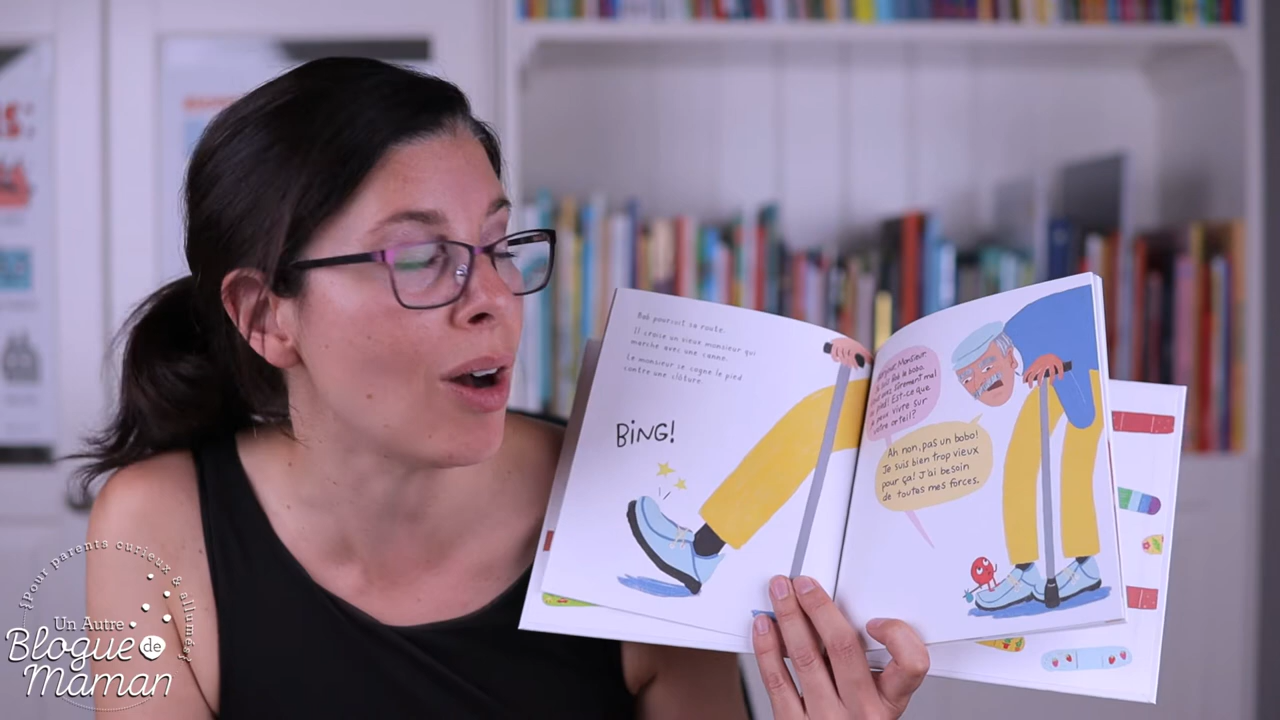 Bob poursuit sa route.
Il croise un vieux monsieur qui
marche avec une canne.
Le monsieur se cogne le pied
contre une clôture.
BING!
Bonjour Monsieur,
Bob le bobo.
Vous avez sûrement mal
au pied! Est-ce que
je peux vivre sur
votre orteil?
Ah non, pas un bobo!
Je suis bien trop vieux
pour ça! J'ai besoin
de toutes mes forces.
{Pour parents curieux & allumés}
Un Autre
Blogue de
Maman